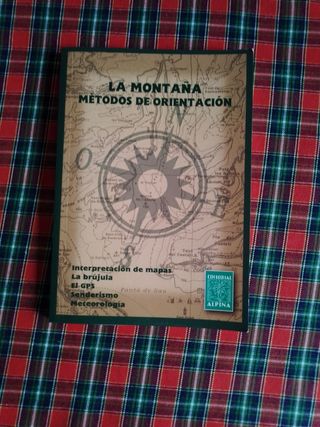 LA MONTAÑA
MÉTODOS DE ORIENTACIÓN
O
E
Interpretación de mapas
La brújula
El GPS
Senderismo
Meteorología
EDITORIAL
ALPINA